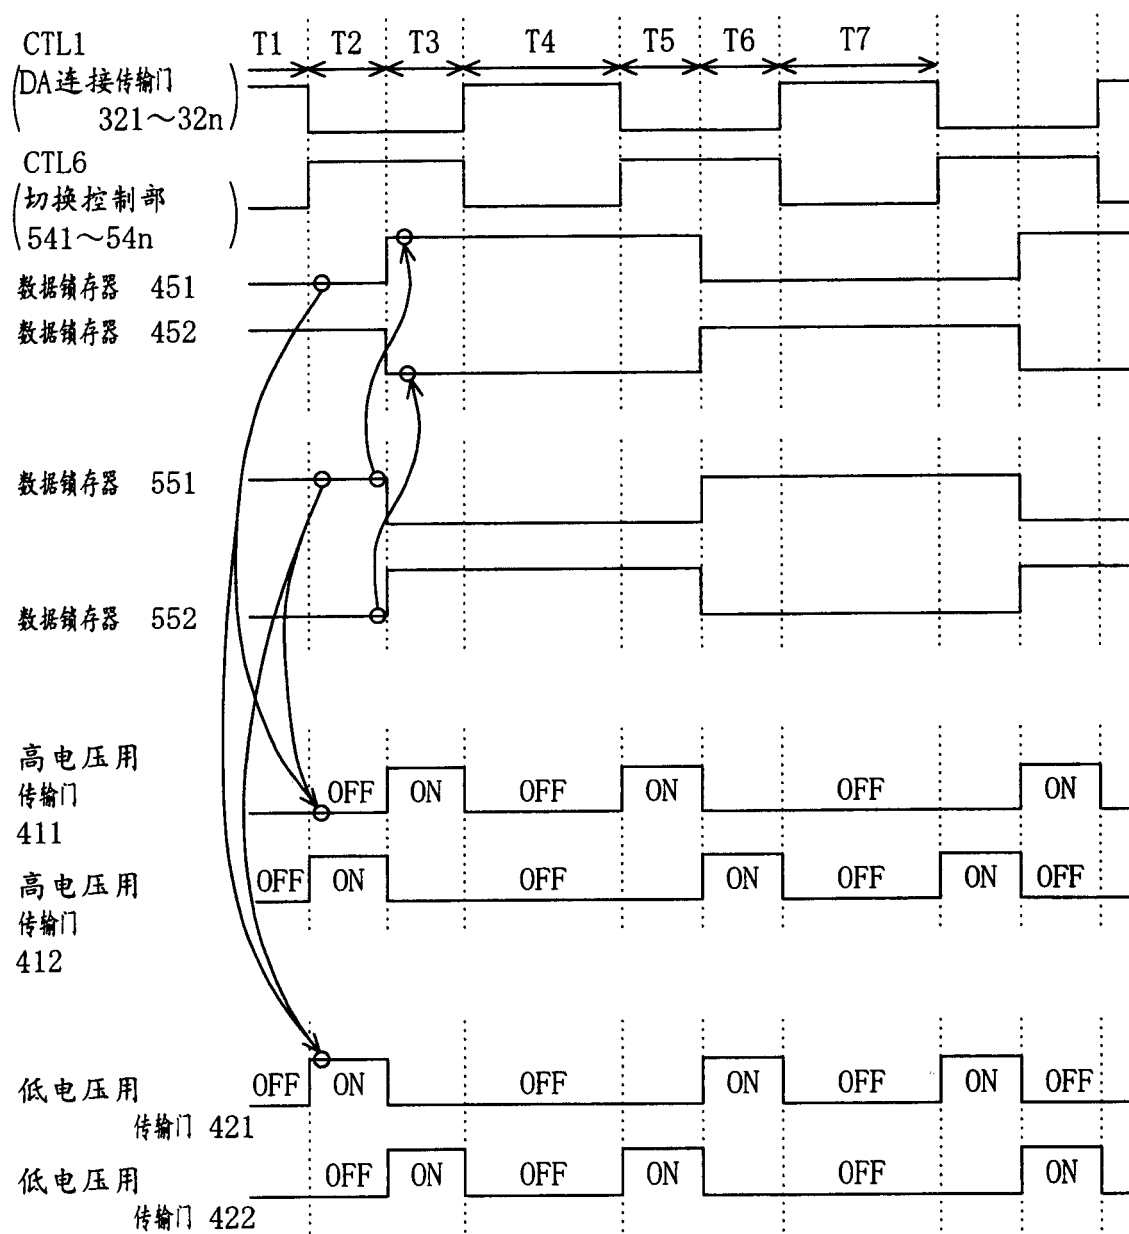 CTL1
T1 T2 T3 T4 T5 T6 T7
(DA连接传输门
321～32n)
CTL6
(切换控制部
541～54n)
数据锁存器 451
数据锁存器 452
数据锁存器 551
数据锁存器 552
高电压用
传输门
411
OFF ON OFF ON OFF ON
高电压用
传输门
412
OFF ON OFF ON OFF ON OFF
低电压用
传输门 421
OFF ON OFF ON OFF ON OFF
低电压用
传输门 422
OFF ON OFF ON OFF ON